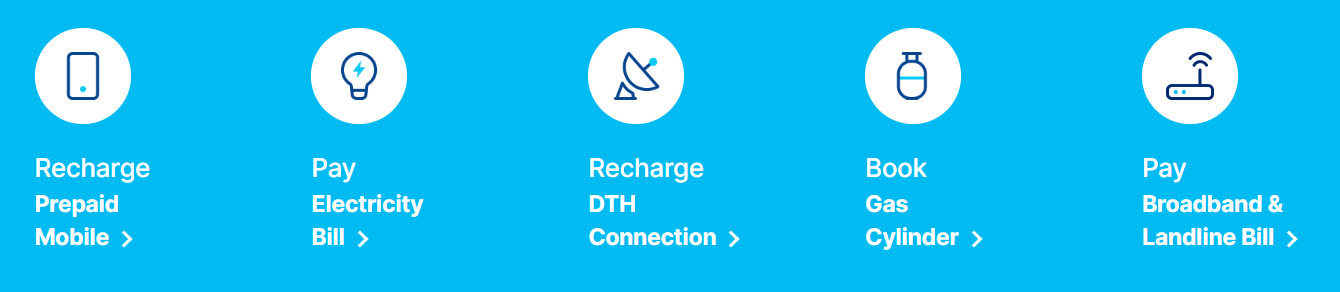 Recharge
Prepaid
Mobile
Pay
Electricity
Bill
Recharge
DTH
Connection
Book
Gas
Cylinder
Pay
Broadband &
Landline Bill